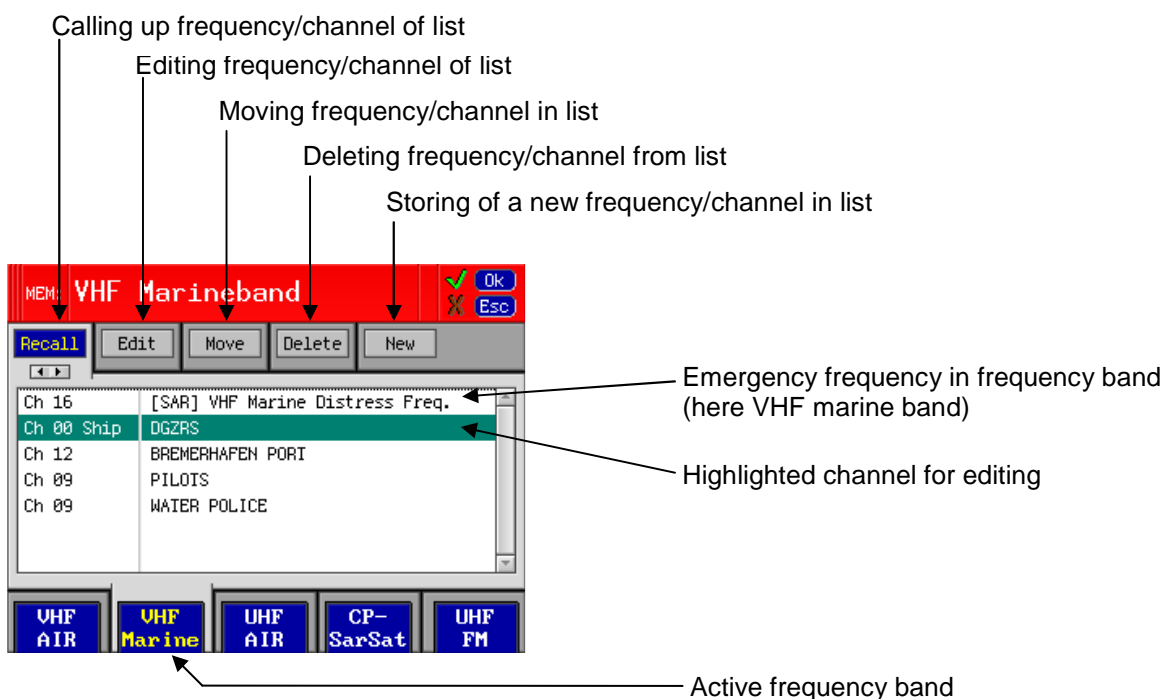 Calling up frequency/channel of list
Editing frequency/channel of list
Moving frequency/channel in list
Deleting frequency/channel from list
Storing of a new frequency/channel in list
MEM: VHF Marineband
Ok
Esc
Recall Edit Move Delete New
Ch 16 [SAR] VHF Marine Distress Freq.
Ch 00 Ship DGZRS
Ch 12 BREMERHAFEN PORT
Ch 09 PILOTS
Ch 09 WATER POLICE
Emergency frequency in frequency band
(here VHF marine band)
Highlighted channel for editing
VHF AIR
VHF Marine
UHF AIR
CP-SarSat
UHF FM
Active frequency band